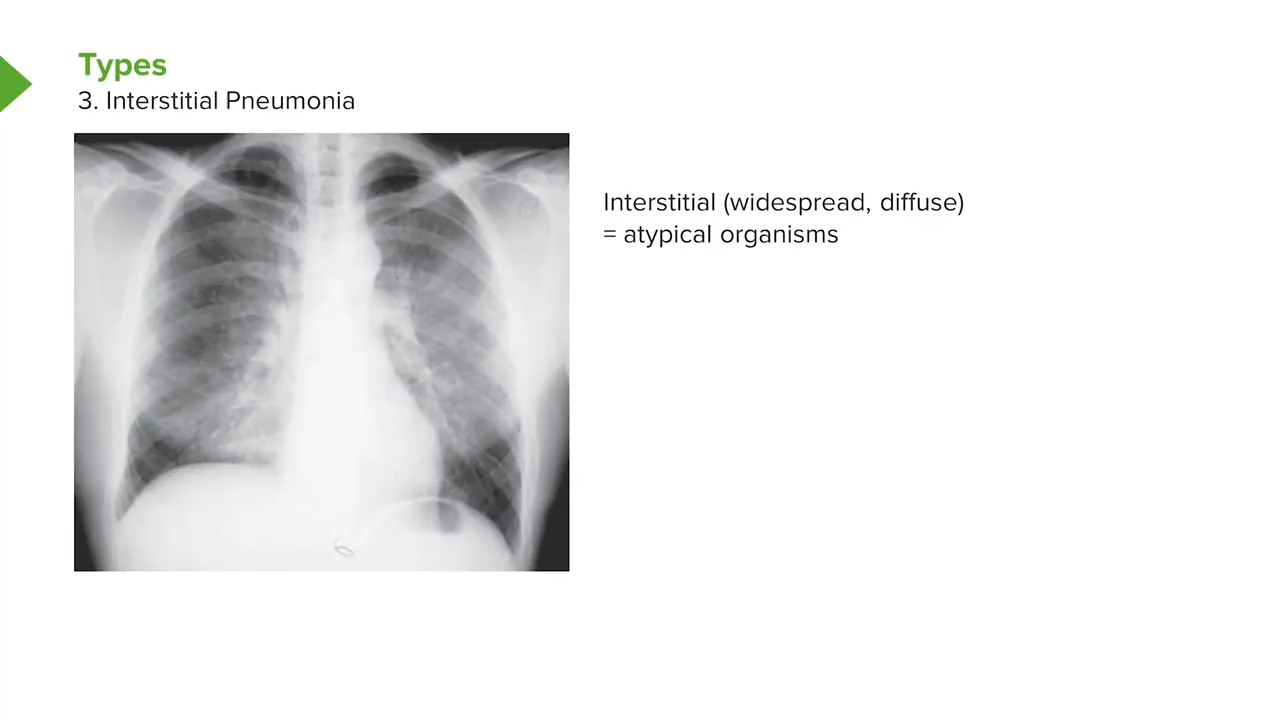 Types
3. Interstitial Pneumonia
Interstitial (widespread, diffuse)
= atypical organisms